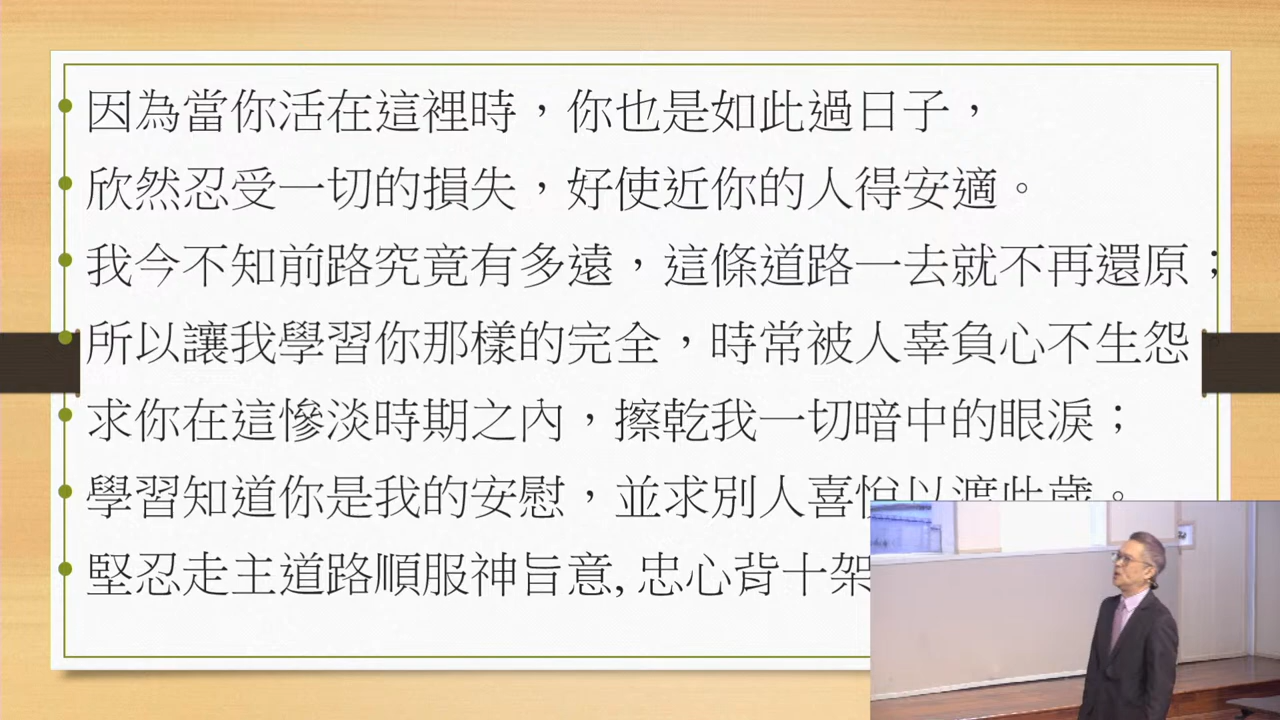 因為當你活在這裡時，你也是如此過日子，
欣然忍受一切的損失，好使近你的人得安適。
我今不知前路究竟有多遠，這條道路一去就不再還原；
所以讓我學習你那樣的完全，時常被人辜負心不生怨
求你在這慘淡時期之內，擦乾我一切暗中的眼淚；
學習知道你是我的安慰，並求別人喜悅以渡此歲。
堅忍走主道路順服神旨意, 忠心背十架